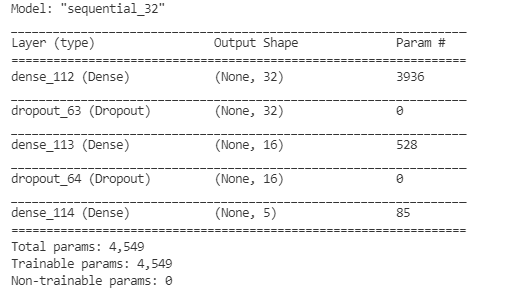 Model: "sequential_32"
_________________________________________________________________
Layer (type)                 Output Shape              Param #
=================================================================
dense_112 (Dense)            (None, 32)                3936
_________________________________________________________________
dropout_63 (Dropout)         (None, 32)                0
_________________________________________________________________
dense_113 (Dense)            (None, 16)                528
_________________________________________________________________
dropout_64 (Dropout)         (None, 16)                0
_________________________________________________________________
dense_114 (Dense)            (None, 5)                 85
=================================================================
Total params: 4,549
Trainable params: 4,549
Non-trainable params: 0